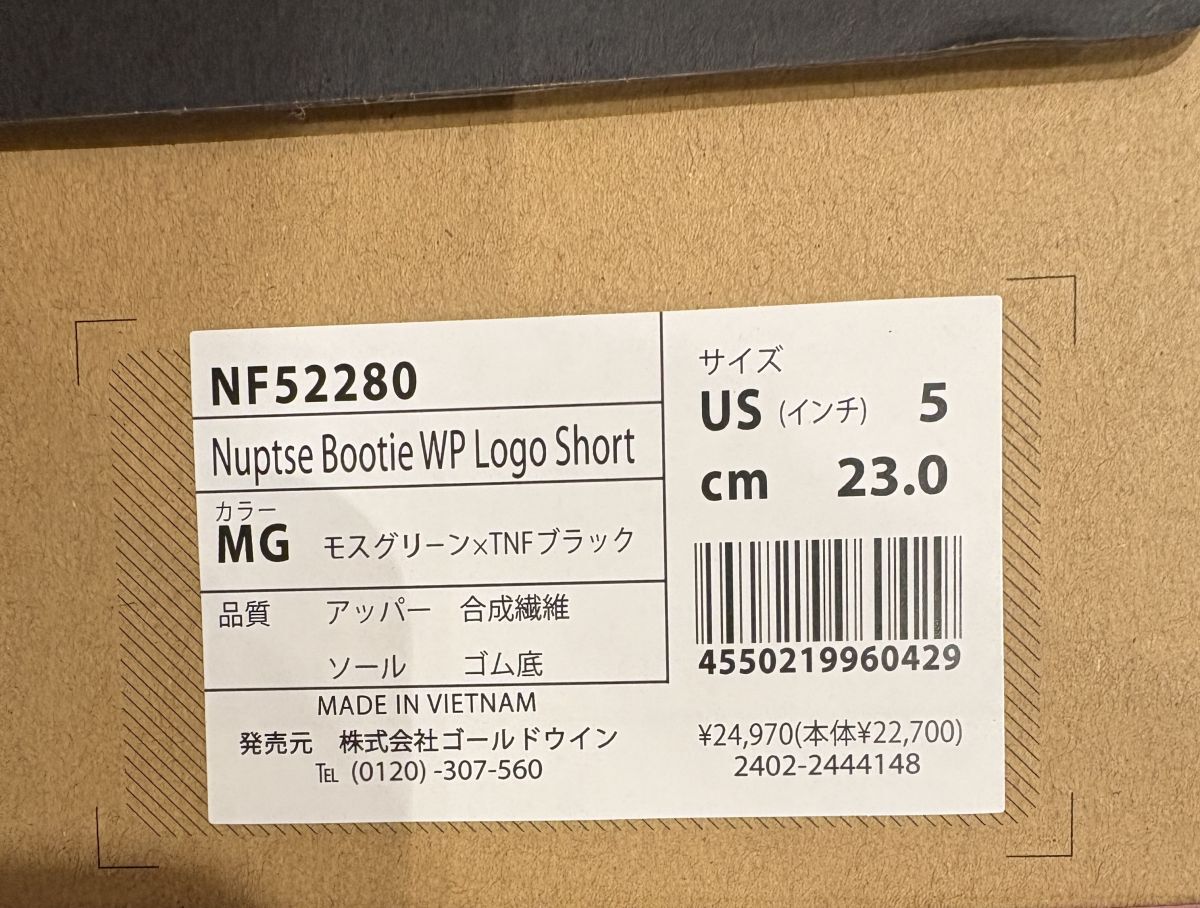 NF52280
Nuptse Bootie WP Logo Short
カラー
MG モスグリーン×TNFブラック
品質 アッパー 合成繊維
ソール ゴム底
MADE IN VIETNAM
発売元 株式会社ゴールドウイン
℡ (0120) -307-560
サイズ
US (インチ) 5
cm 23.0
4550219960429
¥24,970(本体¥22,700)
2402-2444148